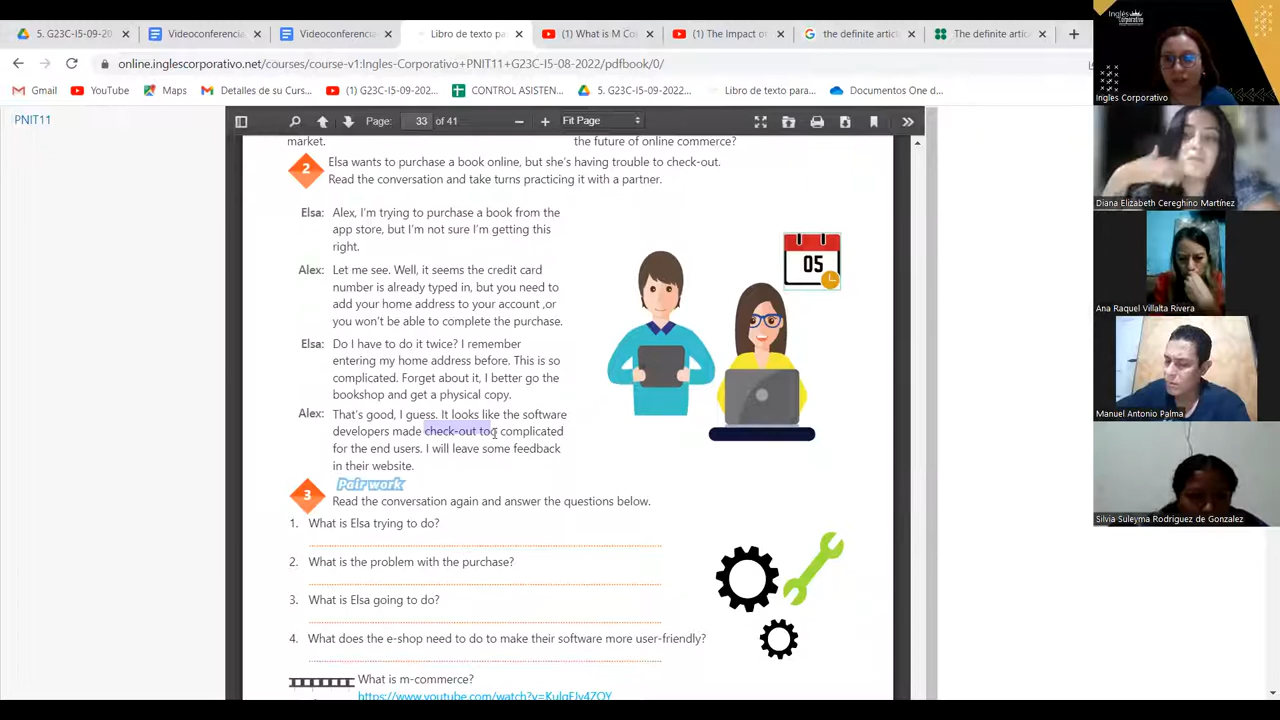 5. G23C-I5-09-20
Videoconferencia
Videoconferencia
Libro de texto pa
(1) What is M Co
(1) The Impact of
the definite articl
The definite artic
online.inglescorporativo.net/courses/course-v1:Ingles-Corporativo+PNIT11+G23C-I5-08-2022/pdfbook/0/
Gmail
YouTube
Maps
Detalles de su Curs...
(1) G23C-I5-09-202...
CONTROL ASISTEN...
5. G23C-I5-09-2022...
Libro de texto para...
Documentos One d...
PNIT11
Page:
33
of 41
Fit Page
market.
the future of online commerce?
2
Elsa wants to purchase a book online, but she's having trouble to check-out.
Read the conversation and take turns practicing it with a partner.
Elsa: Alex, I'm trying to purchase a book from the
app store, but I'm not sure I'm getting this
right.
Alex: Let me see. Well, it seems the credit card
number is already typed in, but you need to
add your home address to your account ,or
you won't be able to complete the purchase.
Elsa: Do I have to do it twice? I remember
entering my home address before. This is so
complicated. Forget about it, I better go the
bookshop and get a physical copy.
Alex: That's good, I guess. It looks like the software
developers made check-out too complicated
for the end users. I will leave some feedback
in their website.
05
Pair work
3
Read the conversation again and answer the questions below.
1. What is Elsa trying to do?
2. What is the problem with the purchase?
3. What is Elsa going to do?
4. What does the e-shop need to do to make their software more user-friendly?
What is m-commerce?
https://www.youtube.com/watch?v=KulgFJv4ZOY
Inglés
Corporativo
Ingles Corporativo
Diana Elizabeth Cereghino Martínez
Ana Raquel Villalta Rivera
Manuel Antonio Palma
Silvia Suleyma Rodriguez de Gonzalez